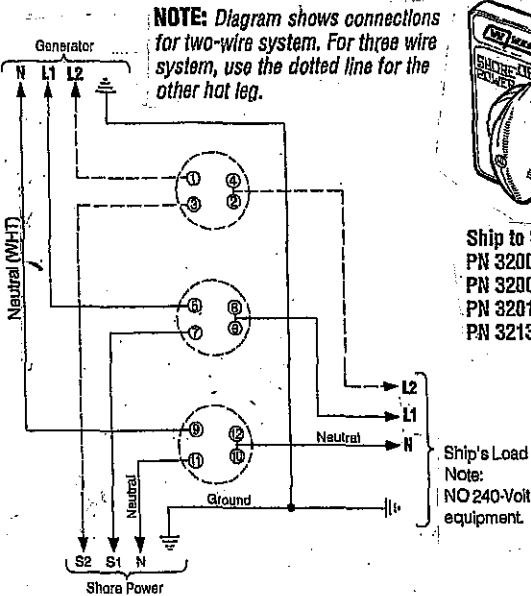 NOTE: Diagram shows connections
for two-wire system. For three wire
system, use the dotted line for the
other hot leg.
Generator
N L1 L2
Neutral (WHT)
1 4
3 2
5 8
7 6
9 12
11 10
L2
L1
Neutral N
Ship's Load
Note:
NO 240-Volt
equipment.
Neutral
Ground
S2 S1 N
Shore Power
SHORE
POWER
Ship to
PN 3200
PN 3200
PN 3201
PN 3213